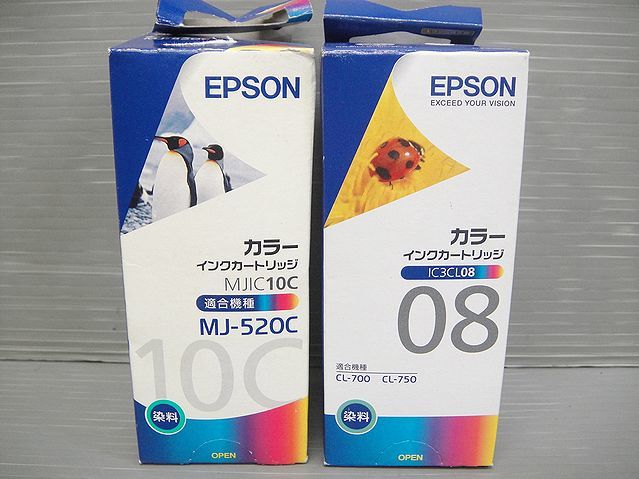 EPSON
カラー
インクカートリッジ
MJIC10C
適合機種
MJ-520C
10C
染料
OPEN
EPSON
EXCEED YOUR VISION
カラー
インクカートリッジ
IC3CL08
08
適合機種
CL-700 CL-750
染料
OPEN